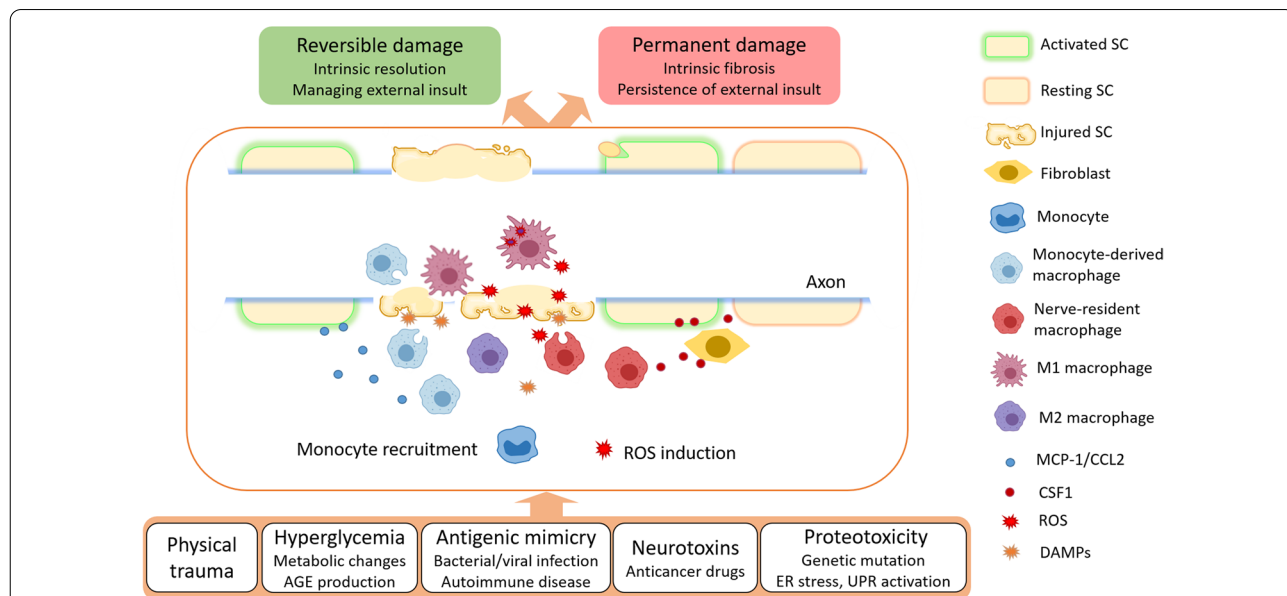 Reversible damage
Intrinsic resolution
Managing external insult
Permanent damage
Intrinsic fibrosis
Persistence of external insult
Axon
Monocyte recruitment
ROS induction
Physical
trauma
Hyperglycemia
Metabolic changes
AGE production
Antigenic mimicry
Bacterial/viral infection
Autoimmune disease
Neurotoxins
Anticancer drugs
Proteotoxicity
Genetic mutation
ER stress, UPR activation
Activated SC
Resting SC
Injured SC
Fibroblast
Monocyte
Monocyte-derived
macrophage
Nerve-resident
macrophage
M1 macrophage
M2 macrophage
MCP-1/CCL2
CSF1
ROS
DAMPs